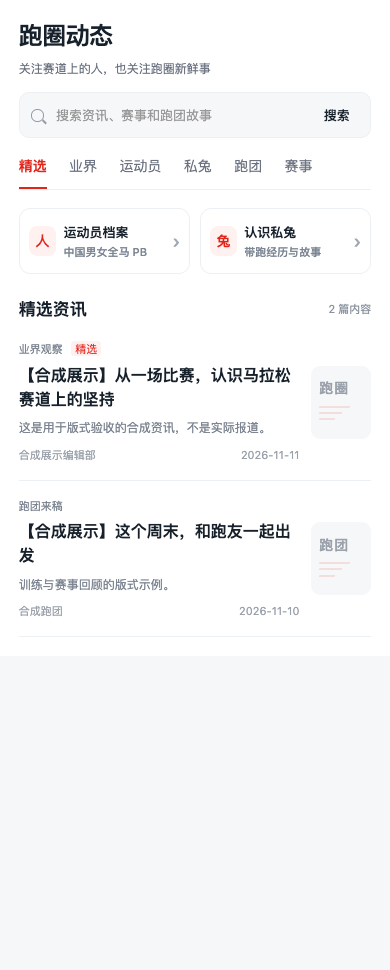 跑圈动态
关注赛道上的人，也关注跑圈新鲜事
搜索资讯、赛事和跑团故事 搜索
精选 业界 运动员 私兔 跑团 赛事
人 运动员档案 兔 认识私兔
中国男女全马 PB 带跑经历与故事
精选资讯 2 篇内容
业界观察 精选
【合成展示】从一场比赛，认识马拉松
赛道上的坚持
跑圈
这是用于版式验收的合成资讯，不是实际报道。
合成展示编辑部 2026-11-11
跑团来稿
【合成展示】这个周末，和跑友一起出
发
跑团
训练与赛事回顾的版式示例。
合成跑团 2026-11-10